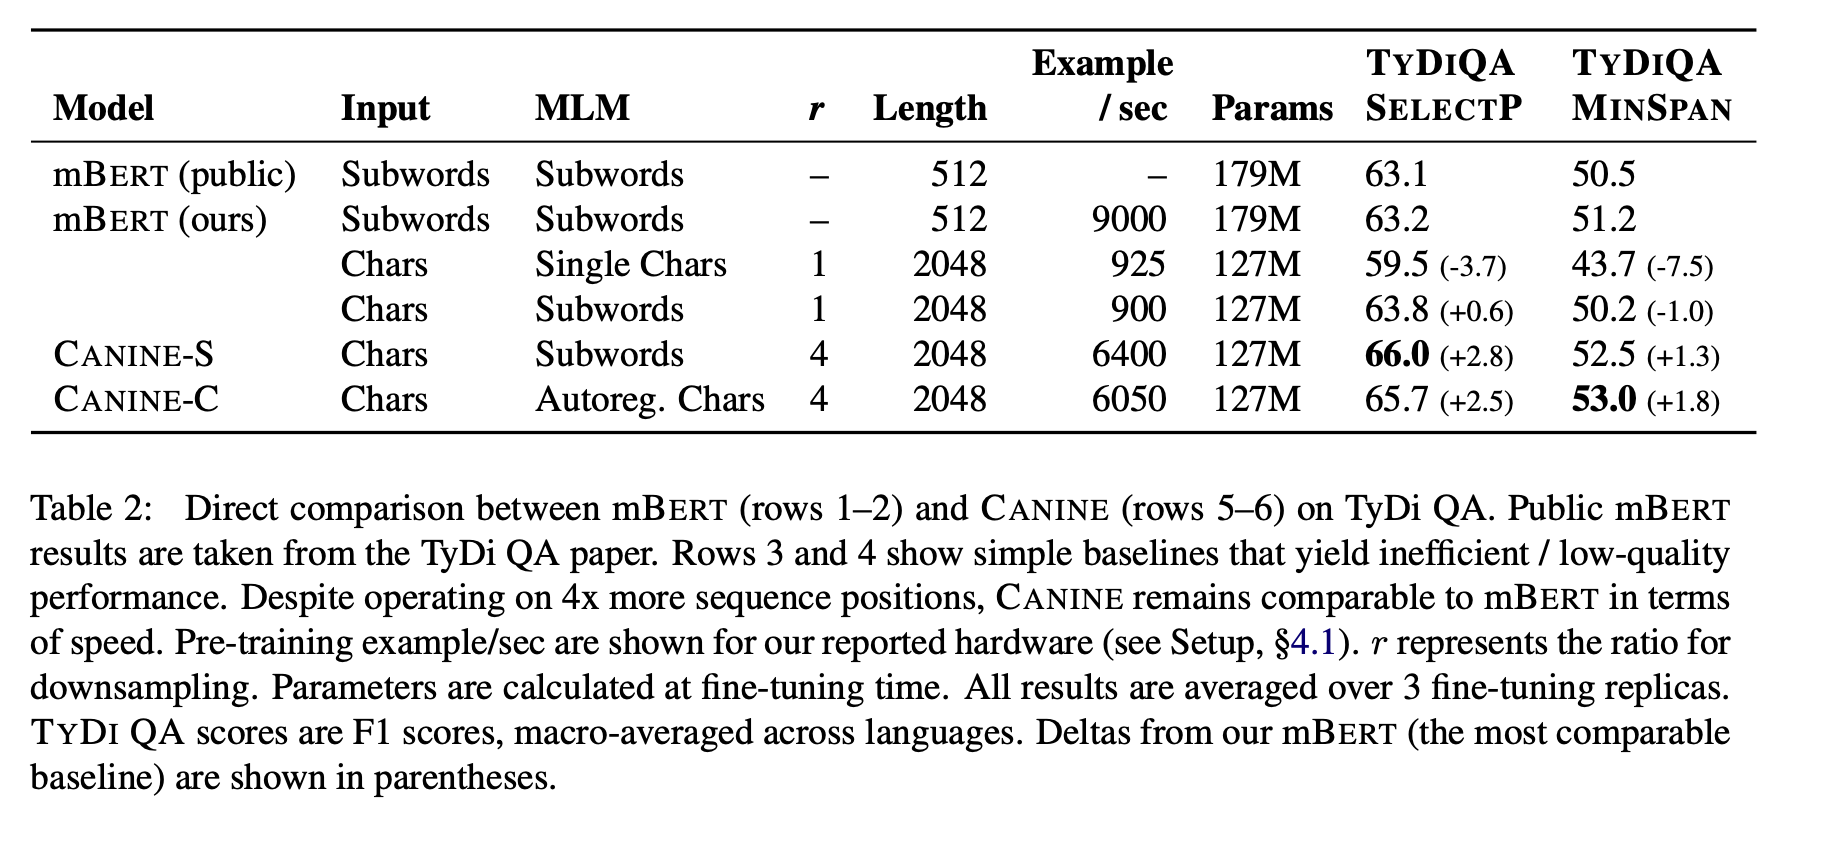 Model Input MLM r Length Example / sec Params TYDIQA SELECTP TYDIQA MINSPAN
mBERT (public) Subwords Subwords – 512 – 179M 63.1 50.5
mBERT (ours) Subwords Subwords – 512 9000 179M 63.2 51.2
Chars Single Chars 1 2048 925 127M 59.5 (-3.7) 43.7 (-7.5)
Chars Subwords 1 2048 900 127M 63.8 (+0.6) 50.2 (-1.0)
CANINE-S Chars Subwords 4 2048 6400 127M 66.0 (+2.8) 52.5 (+1.3)
CANINE-C Chars Autoreg. Chars 4 2048 6050 127M 65.7 (+2.5) 53.0 (+1.8)
Table 2: Direct comparison between mBERT (rows 1–2) and CANINE (rows 5–6) on TyDi QA. Public mBERT
results are taken from the TyDi QA paper. Rows 3 and 4 show simple baselines that yield inefficient / low-quality
performance. Despite operating on 4x more sequence positions, CANINE remains comparable to mBERT in terms
of speed. Pre-training example/sec are shown for our reported hardware (see Setup, §4.1). r represents the ratio for
downsampling. Parameters are calculated at fine-tuning time. All results are averaged over 3 fine-tuning replicas.
TYDI QA scores are F1 scores, macro-averaged across languages. Deltas from our mBERT (the most comparable
baseline) are shown in parentheses.